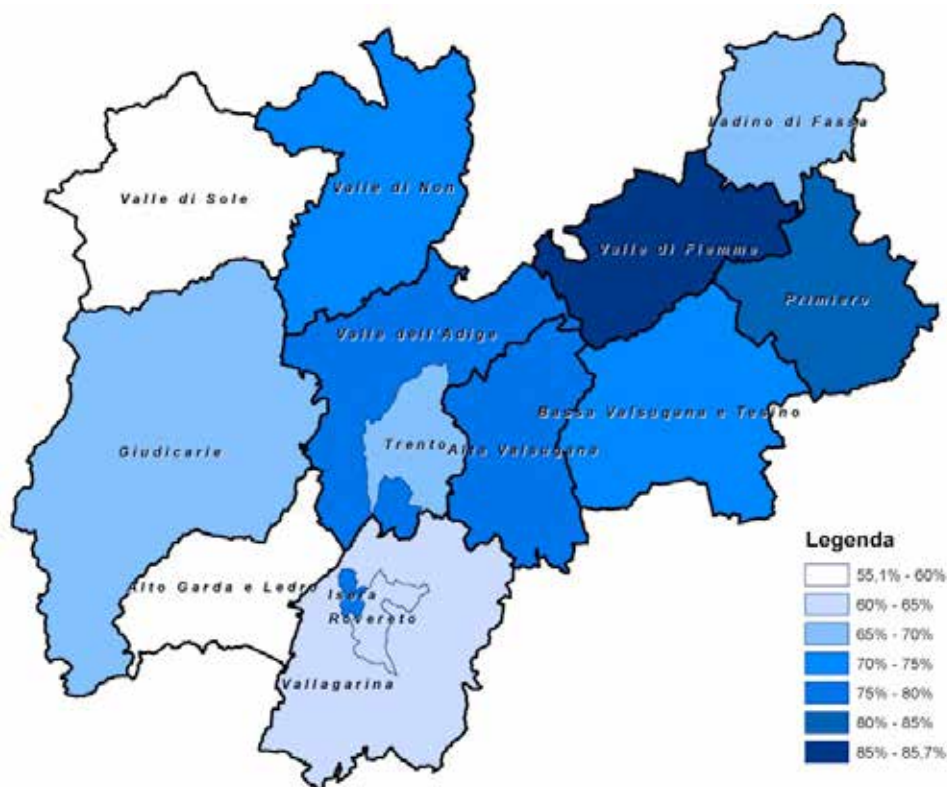 Ladino di Fassa
Valle di Non
Valle di Sole
Valle di Fiemme
Primiero
Valle dell'Adige
Bassa Valsugana e Tesino
Trento
Alta Valsugana
Giudicarie
Alto Garda e Ledro
Isera
Rovereto
Vallagarina
Legenda
55,1% - 60%
60% - 65%
65% - 70%
70% - 75%
75% - 80%
80% - 85%
85% - 85,7%